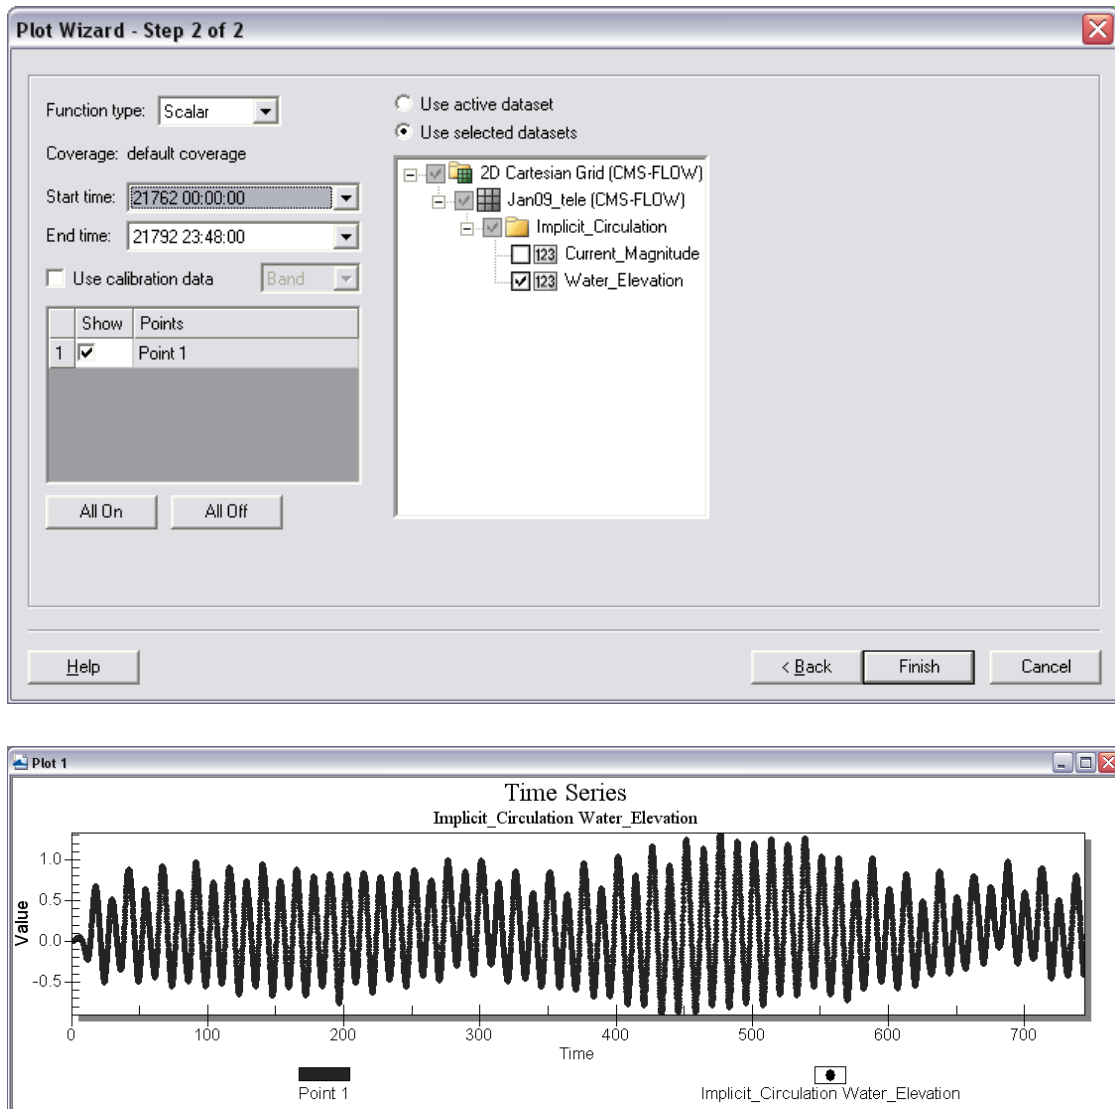 Plot Wizard - Step 2 of 2
Function type: Scalar
Coverage: default coverage
Start time: 21762 00:00:00
End time: 21792 23:48:00
Use calibration data Band
Show Points
1 Point 1
All On All Off
Use active dataset
Use selected datasets
2D Cartesian Grid (CMS-FLOW)
Jan09_tele (CMS-FLOW)
Implicit_Circulation
123 Current_Magnitude
123 Water_Elevation
Help < Back Finish Cancel
Plot 1
Time Series
Implicit_Circulation Water_Elevation
Value
1.0
0.5
0.0
-0.5
0 100 200 300 400 500 600 700
Time
Point 1 Implicit_Circulation Water_Elevation